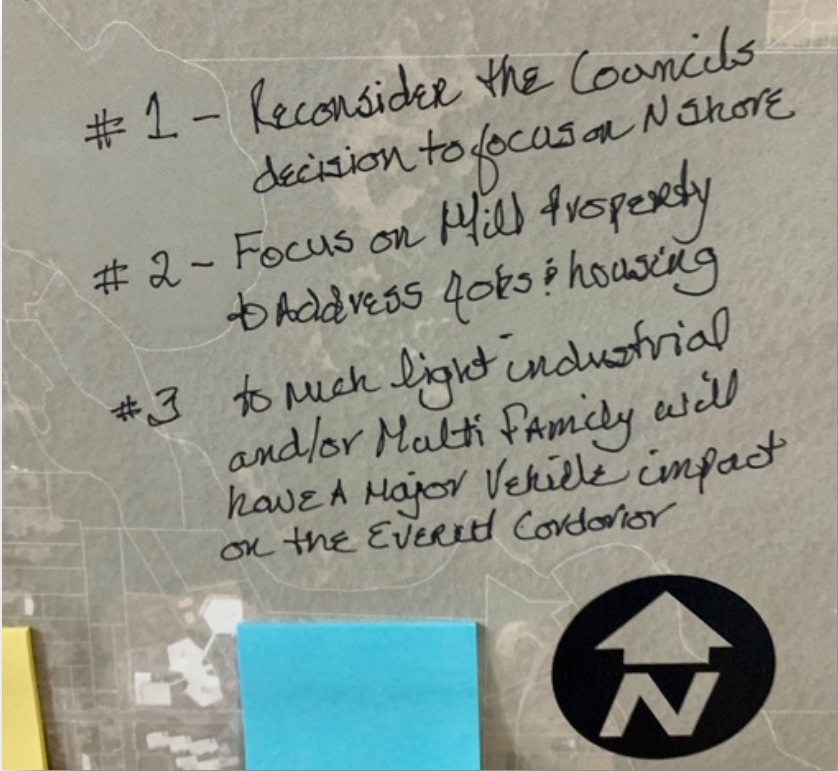 # 1 - Reconsider the Councils
decision to focus on N Shore
# 2 - Focus on Mill Property
to Address Jobs & housing
#3 to much light industrial
and/or Multi Family will
have A Major Vehicle impact
on the Everett Cordorior
N